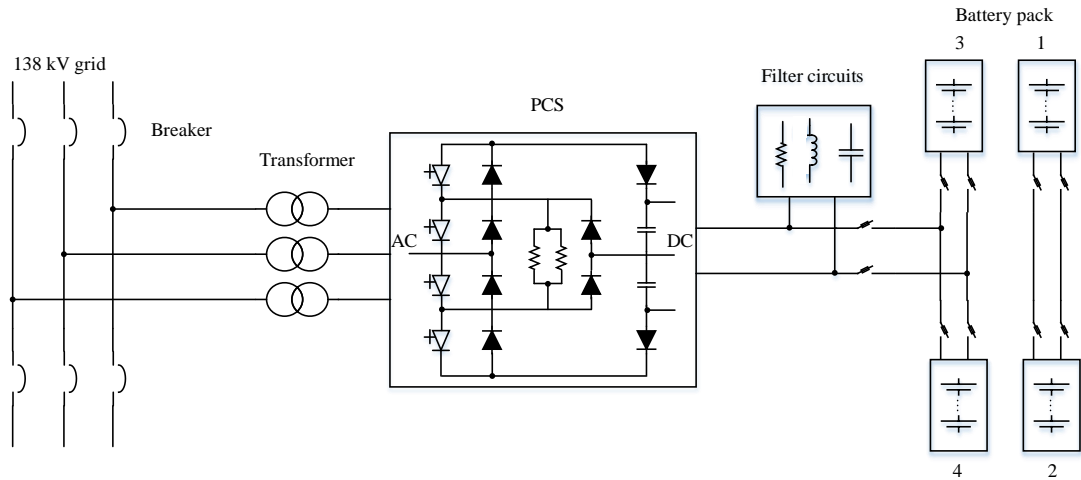 Battery pack
3
1
138 kV grid
Filter circuits
PCS
Breaker
Transformer
AC
DC
4
2